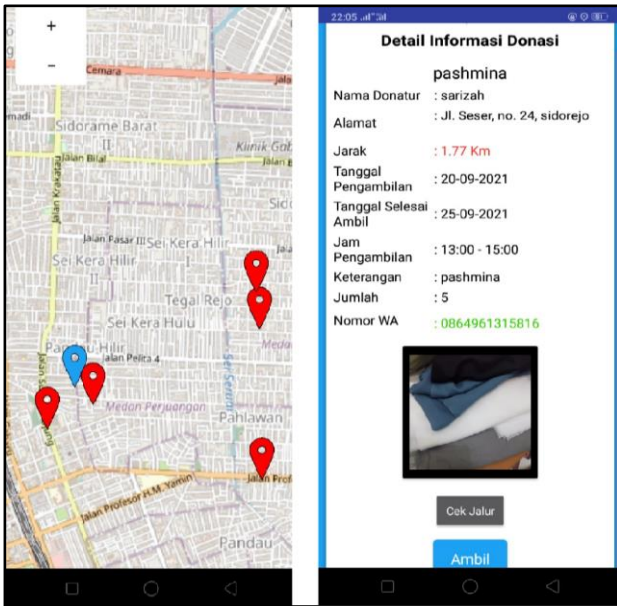 +
−
Cemara
Sidorame Barat
II
Jalan Bilal
Jalan Krakatau
Jalan Pasar III
Sei Kera Hilir
I
Sei Kera Hilir
II
Tegal Rejo
Sei Kera Hulu
Jalan Pelita 4
Medan Perjuangan
Pahlawan
Jalan Profesor H.M. Yamin
Pandau
22:05
Detail Informasi Donasi
pashmina
Nama Donatur : sarizah
Alamat : Jl. Seser, no. 24, sidorejo
Jarak : 1.77 Km
Tanggal
Pengambilan : 20-09-2021
Tanggal Selesai
Ambil : 25-09-2021
Jam
Pengambilan : 13:00 - 15:00
Keterangan : pashmina
Jumlah : 5
Nomor WA : 0864961315816
Cek Jalur
Ambil